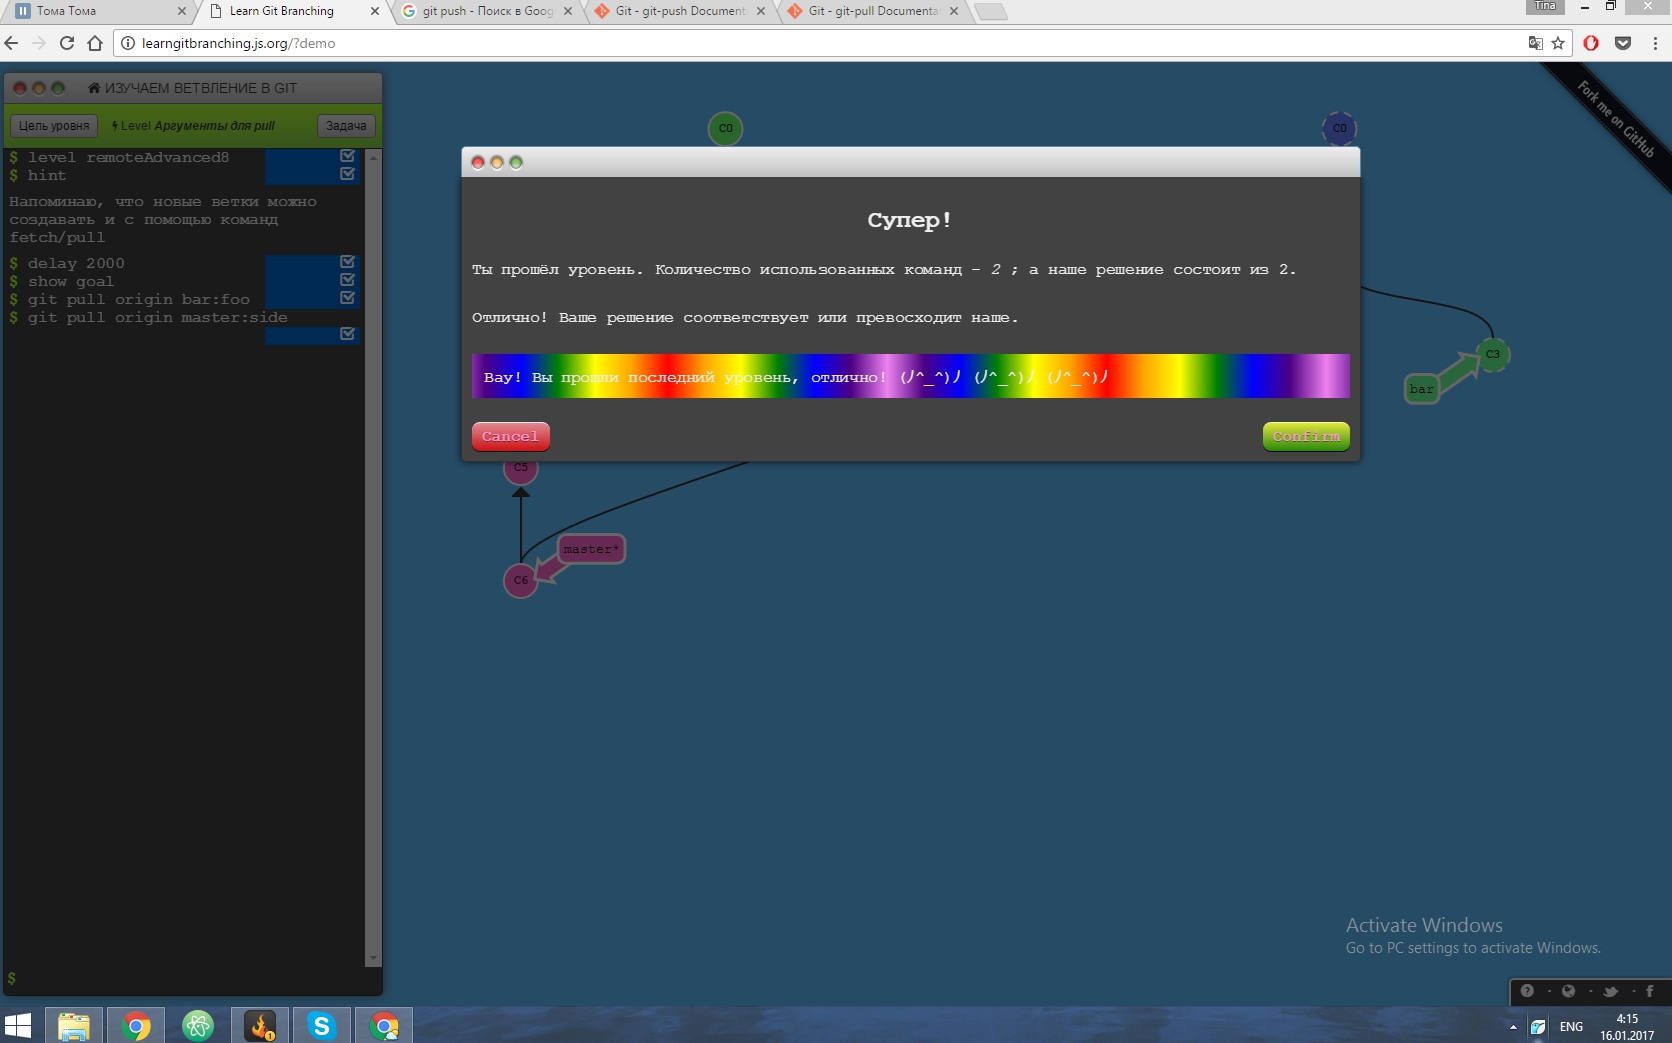 Тома Тома
Learn Git Branching
git push - Поиск в Goog
Git - git-push Document
Git - git-pull Documenta
Tina
learngitbranching.js.org/?demo
ИЗУЧАЕМ ВЕТВЛЕНИЕ В GIT
Цель уровня
Level Аргументы для pull
Задача
$ level remoteAdvanced8
$ hint
Напоминаю, что новые ветки можно
создавать и с помощью команд
fetch/pull
$ delay 2000
$ show goal
$ git pull origin bar:foo
$ git pull origin master:side
$
C0
C0
Fork me on GitHub
Супер!
Ты прошёл уровень. Количество использованных команд - 2 ; а наше решение состоит из 2.
Отлично! Ваше решение соответствует или превосходит наше.
Вау! Вы прошли последний уровень, отлично! (ﾉ^_^)ﾉ (ﾉ^_^)ﾉ (ﾉ^_^)ﾉ
Cancel
Confirm
C3
bar
C5
master*
C6
Activate Windows
Go to PC settings to activate Windows.
ENG
4:15
16.01.2017